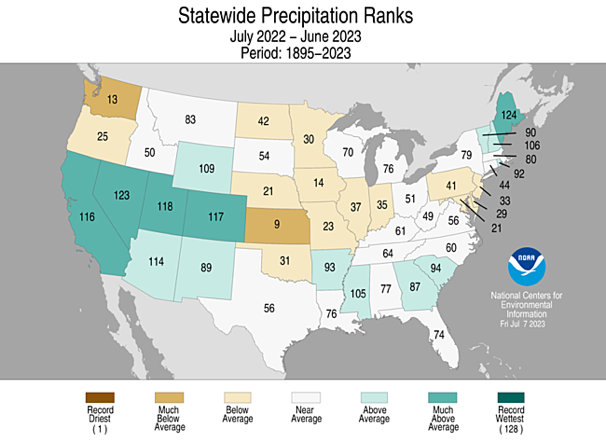 Statewide Precipitation Ranks
July 2022 – June 2023
Period: 1895–2023
13
83
42
30
124
25
50
109
54
70
76
79
90
106
80
92
44
33
29
21
116
123
118
117
21
14
37
35
51
41
9
23
61
49
56
114
89
31
93
64
60
56
76
105
77
87
94
74
NOAA
National Centers for
Environmental
Information
Fri Jul 7 2023
Record
Driest
(1)
Much
Below
Average
Below
Average
Near
Average
Above
Average
Much
Above
Average
Record
Wettest
(128)